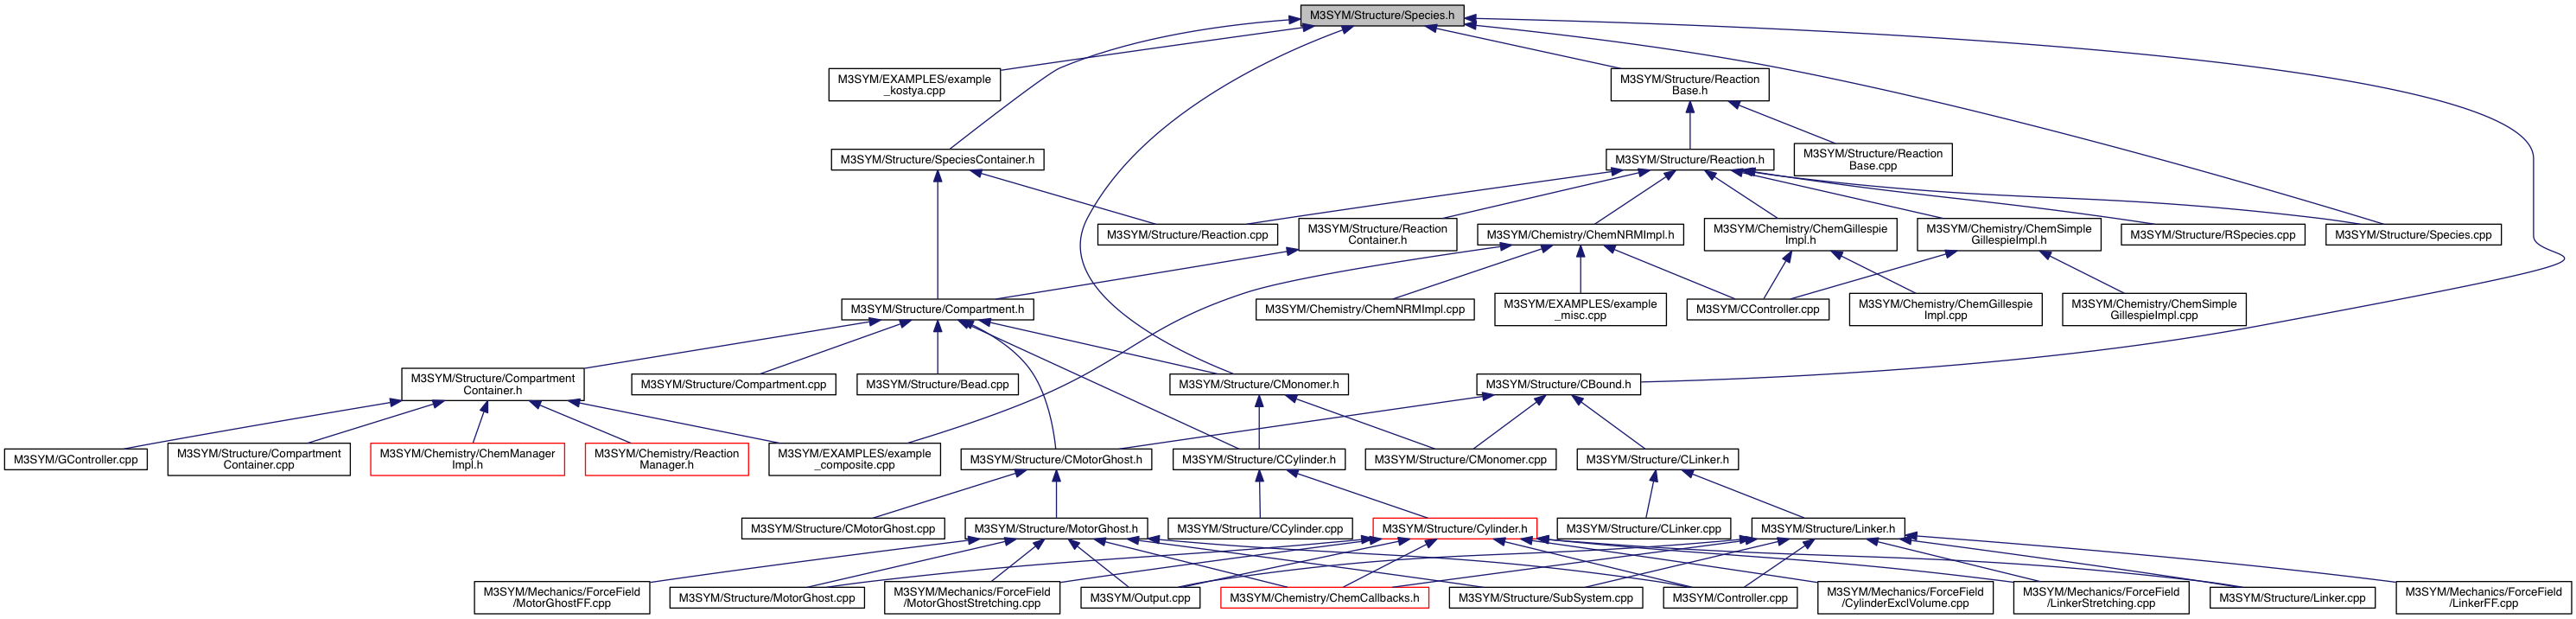 M3SYM/Structure/Species.h
M3SYM/EXAMPLES/example
_kostya.cpp
M3SYM/Structure/Reaction
Base.h
M3SYM/Structure/SpeciesContainer.h
M3SYM/Structure/Reaction.h
M3SYM/Structure/Reaction
Base.cpp
M3SYM/Structure/Reaction.cpp
M3SYM/Structure/Reaction
Container.h
M3SYM/Chemistry/ChemNRMImpl.h
M3SYM/Chemistry/ChemGillespie
Impl.h
M3SYM/Chemistry/ChemSimple
GillespieImpl.h
M3SYM/Structure/RSpecies.cpp
M3SYM/Structure/Species.cpp
M3SYM/Structure/Compartment.h
M3SYM/Chemistry/ChemNRMImpl.cpp
M3SYM/EXAMPLES/example
_misc.cpp
M3SYM/CController.cpp
M3SYM/Chemistry/ChemGillespie
Impl.cpp
M3SYM/Chemistry/ChemSimple
GillespieImpl.cpp
M3SYM/Structure/Compartment
Container.h
M3SYM/Structure/Compartment.cpp
M3SYM/Structure/Bead.cpp
M3SYM/Structure/CMonomer.h
M3SYM/Structure/CBound.h
M3SYM/GController.cpp
M3SYM/Structure/Compartment
Container.cpp
M3SYM/Chemistry/ChemManager
Impl.h
M3SYM/Chemistry/Reaction
Manager.h
M3SYM/EXAMPLES/example
_composite.cpp
M3SYM/Structure/CMotorGhost.h
M3SYM/Structure/CCylinder.h
M3SYM/Structure/CMonomer.cpp
M3SYM/Structure/CLinker.h
M3SYM/Structure/CMotorGhost.cpp
M3SYM/Structure/MotorGhost.h
M3SYM/Structure/CCylinder.cpp
M3SYM/Structure/Cylinder.h
M3SYM/Structure/CLinker.cpp
M3SYM/Structure/Linker.h
M3SYM/Mechanics/ForceField
/MotorGhostFF.cpp
M3SYM/Structure/MotorGhost.cpp
M3SYM/Mechanics/ForceField
/MotorGhostStretching.cpp
M3SYM/Output.cpp
M3SYM/Chemistry/ChemCallbacks.h
M3SYM/Structure/SubSystem.cpp
M3SYM/Controller.cpp
M3SYM/Mechanics/ForceField
/CylinderExclVolume.cpp
M3SYM/Mechanics/ForceField
/LinkerStretching.cpp
M3SYM/Structure/Linker.cpp
M3SYM/Mechanics/ForceField
/LinkerFF.cpp